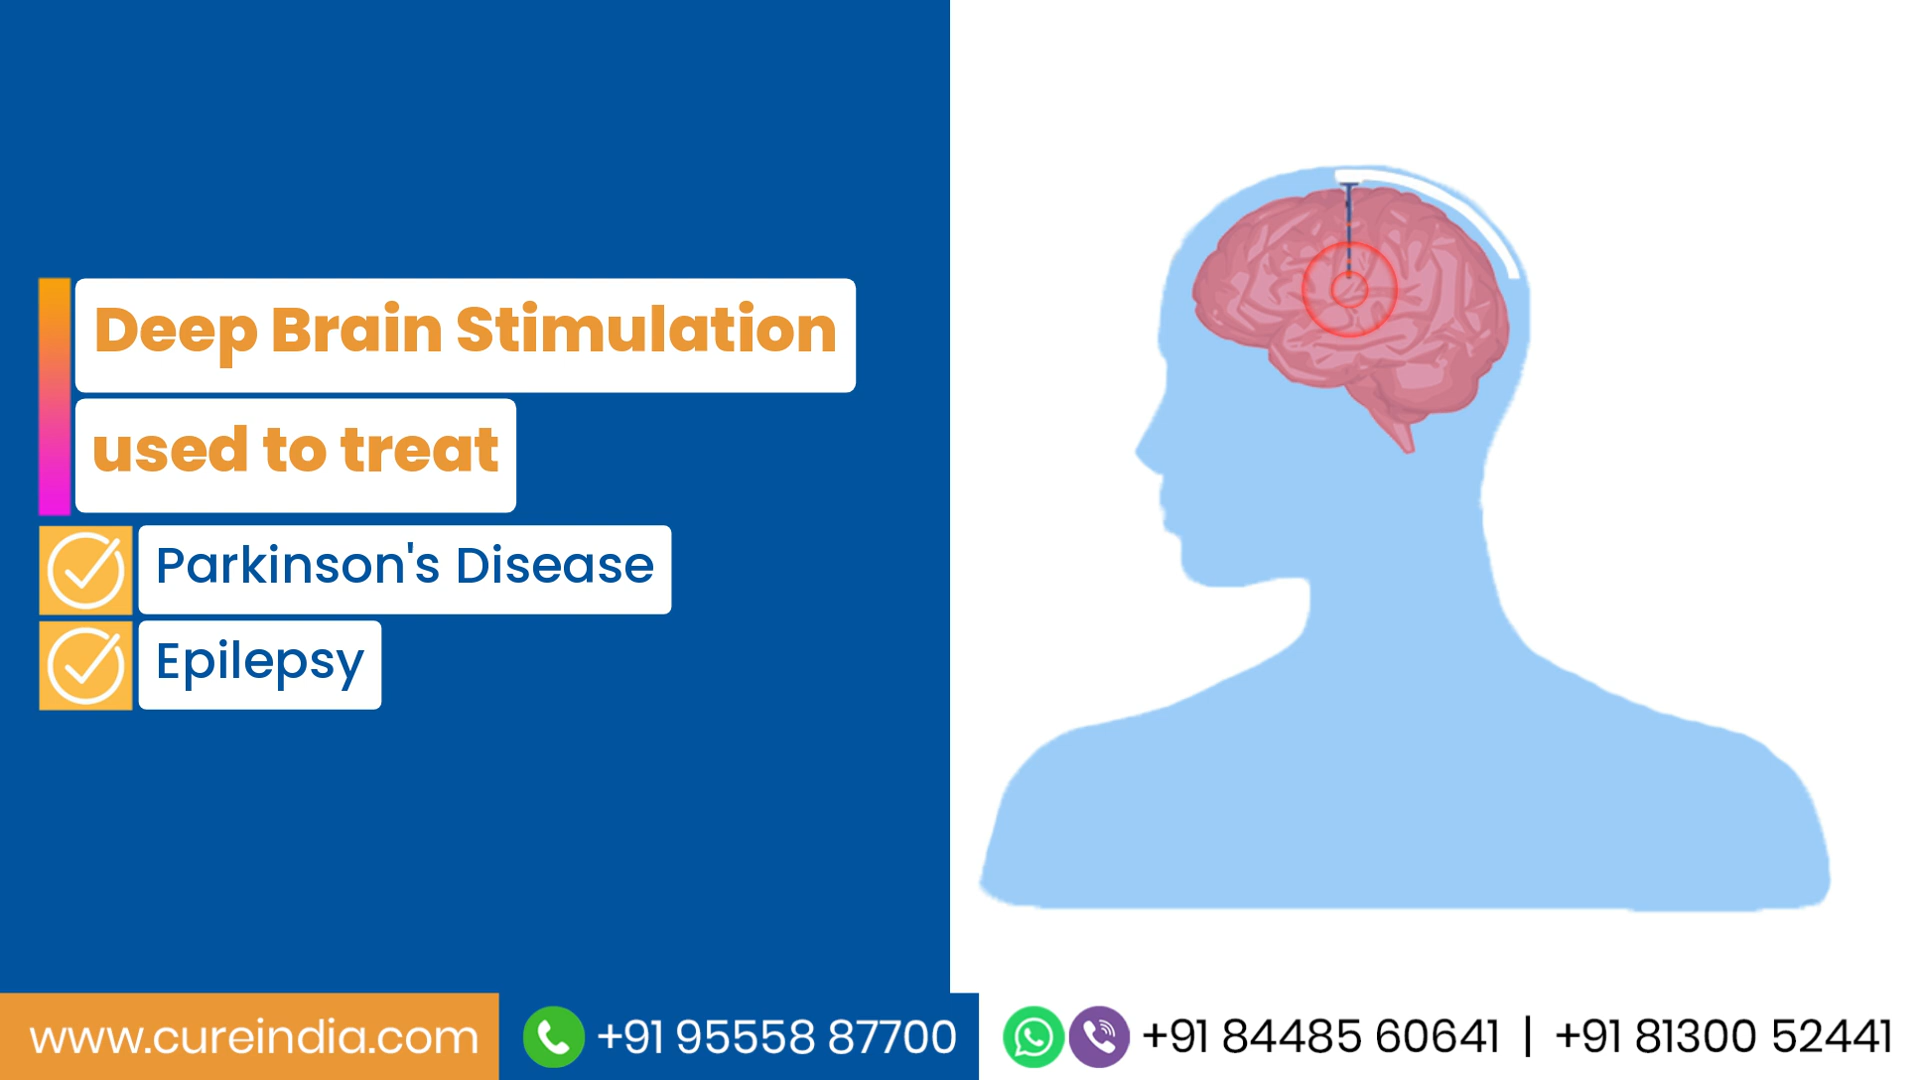 Deep Brain Stimulation
used to treat
Parkinson's Disease
Epilepsy
www.cureindia.com +91 95558 87700 +91 84485 60641 | +91 81300 52441